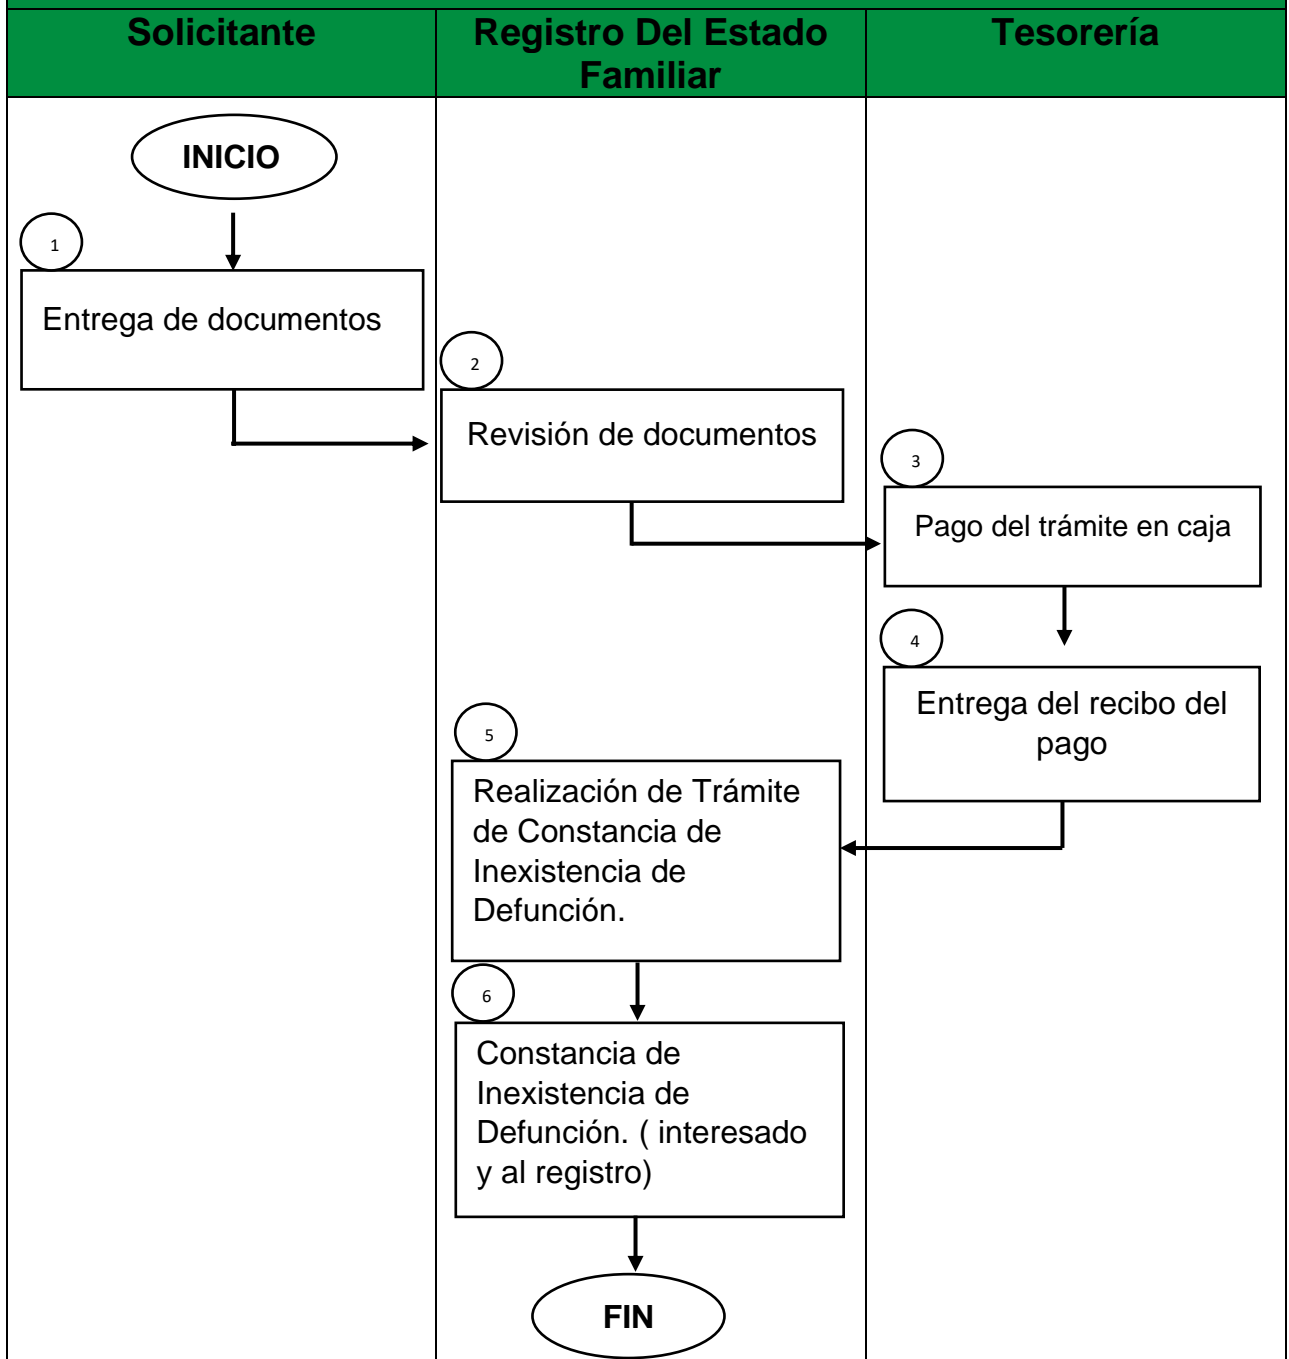 Solicitante
Registro Del Estado
Familiar
Tesorería
INICIO
1
Entrega de documentos
2
Revisión de documentos
3
Pago del trámite en caja
4
Entrega del recibo del
pago
5
Realización de Trámite
de Constancia de
Inexistencia de
Defunción.
6
Constancia de
Inexistencia de
Defunción. ( interesado
y al registro)
FIN